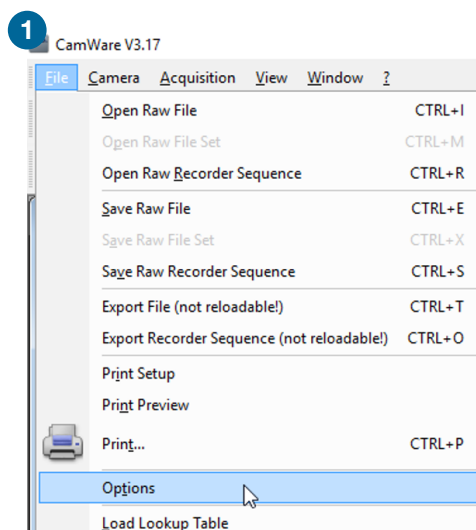 1
CamWare V3.17
File Camera Acquisition View Window ?
Open Raw File CTRL+I
Open Raw File Set CTRL+M
Open Raw Recorder Sequence CTRL+R
Save Raw File CTRL+E
Save Raw File Set CTRL+X
Save Raw Recorder Sequence CTRL+S
Export File (not reloadable!) CTRL+T
Export Recorder Sequence (not reloadable!) CTRL+O
Print Setup
Print Preview
Print... CTRL+P
Options
Load Lookup Table